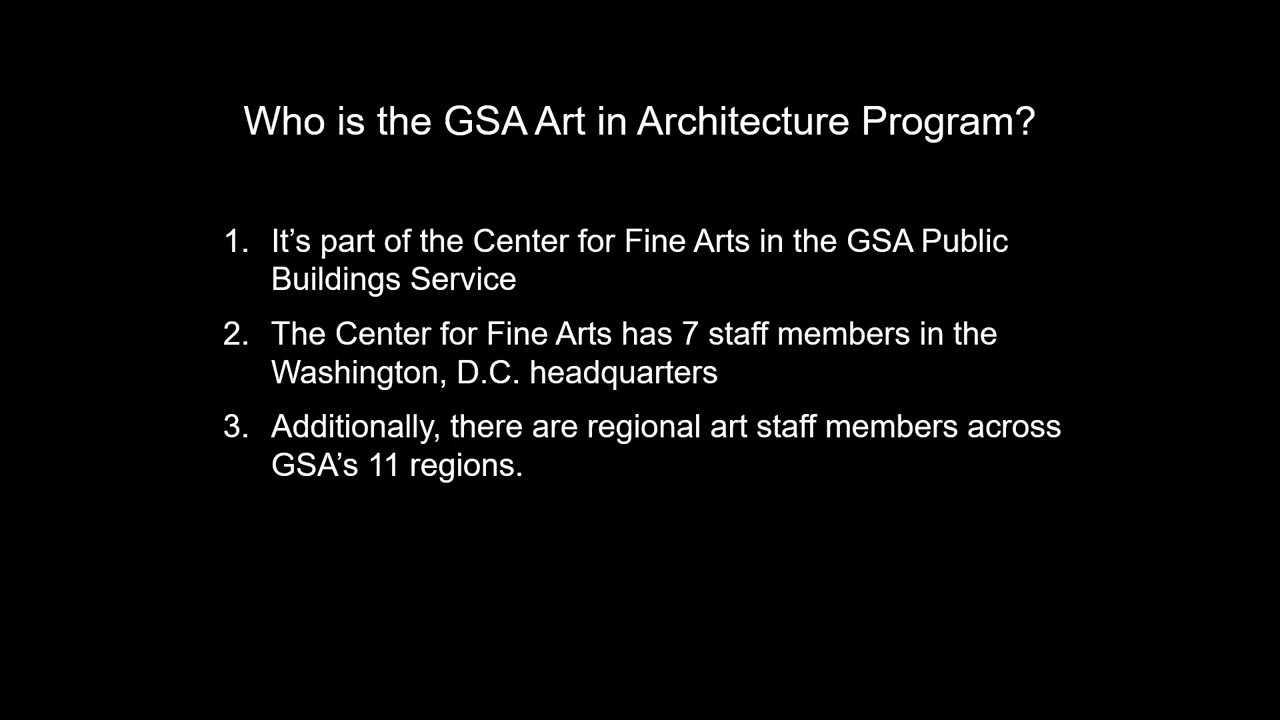 Who is the GSA Art in Architecture Program?
1. It’s part of the Center for Fine Arts in the GSA Public
Buildings Service
2. The Center for Fine Arts has 7 staff members in the
Washington, D.C. headquarters
3. Additionally, there are regional art staff members across
GSA’s 11 regions.